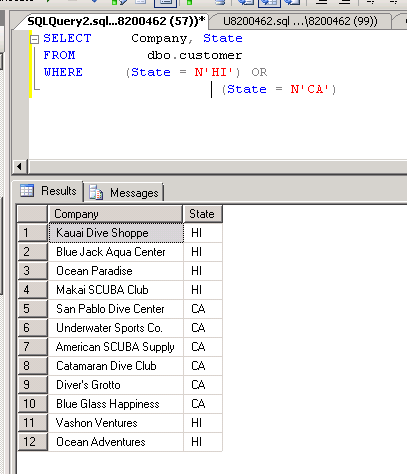 SQLQuery2.sql...8200462 (57))* U8200462.sql ...\8200462 (99))
SELECT Company, State
FROM dbo.customer
WHERE (State = N'HI') OR
(State = N'CA')
Results Messages
Company State
1 Kauai Dive Shoppe HI
2 Blue Jack Aqua Center HI
3 Ocean Paradise HI
4 Makai SCUBA Club HI
5 San Pablo Dive Center CA
6 Underwater Sports Co. CA
7 American SCUBA Supply CA
8 Catamaran Dive Club CA
9 Diver's Grotto CA
10 Blue Glass Happiness CA
11 Vashon Ventures HI
12 Ocean Adventures HI